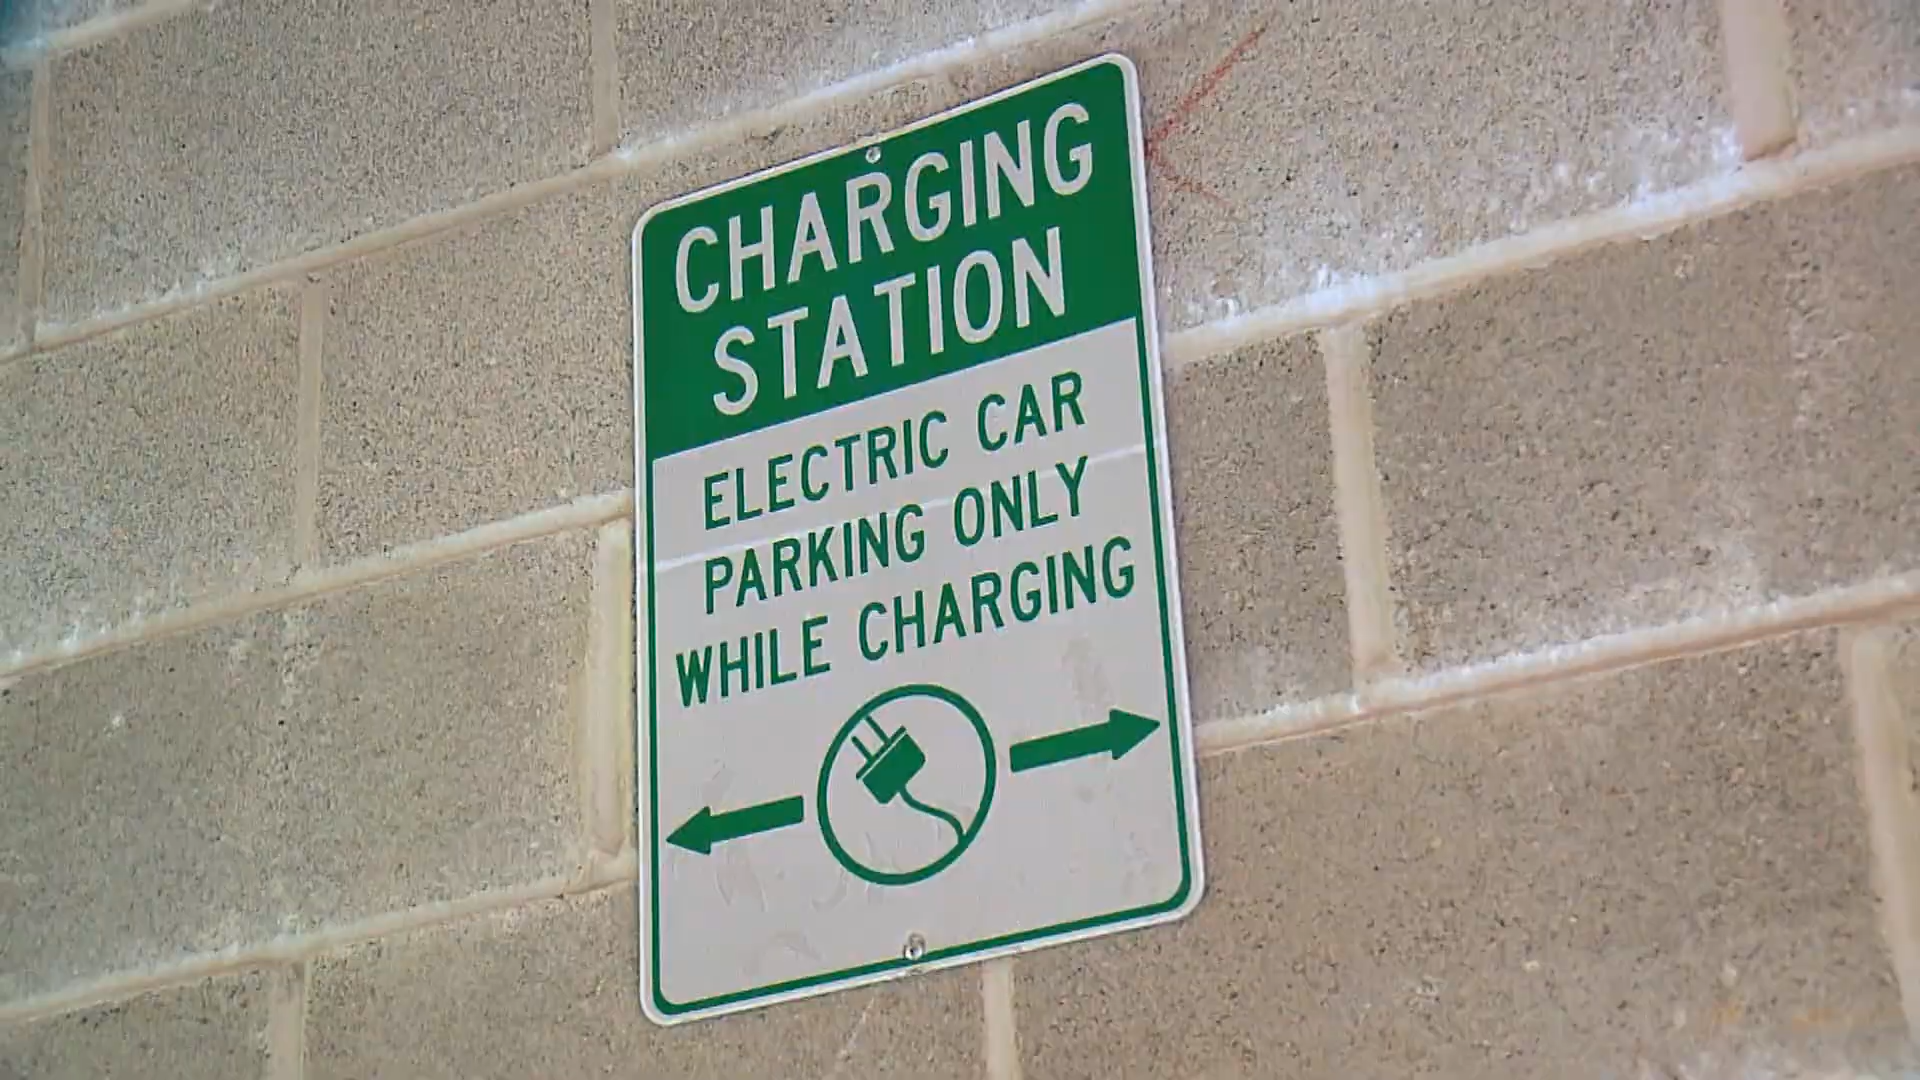 CHARGING
STATION
ELECTRIC CAR
PARKING ONLY
WHILE CHARGING